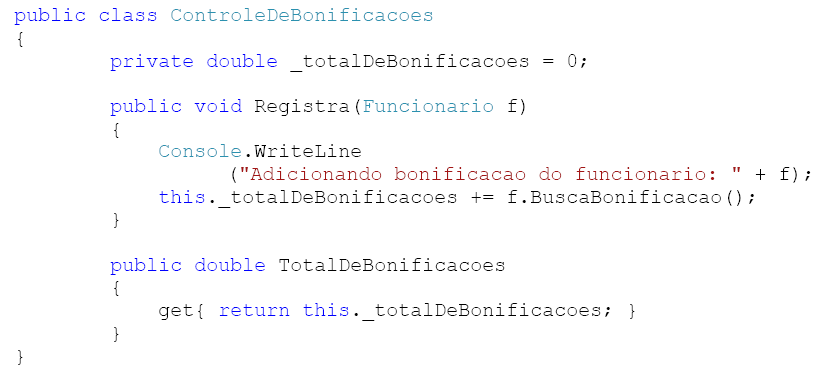 public class ControleDeBonificacoes
{
private double _totalDeBonificacoes = 0;
public void Registra(Funcionario f)
{
Console.WriteLine
("Adicionando bonificacao do funcionario: " + f);
this._totalDeBonificacoes += f.BuscaBonificacao();
}
public double TotalDeBonificacoes
{
get{ return this._totalDeBonificacoes; }
}
}